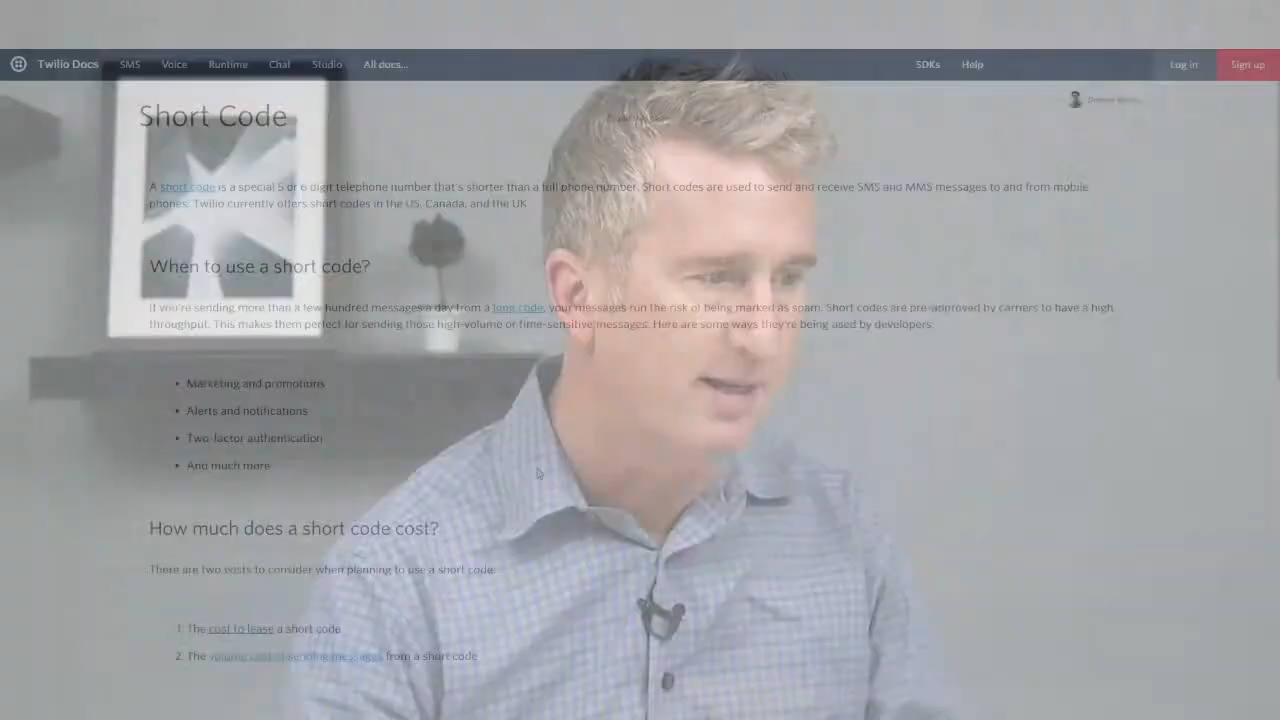 Twilio Docs SMS Voice Runtime Chat Studio All docs... SDKs Help Log in Sign up
Short Code
A short code is a special 5 or 6 digit telephone number that's shorter than a full phone number. Short codes are used to send and receive SMS and MMS messages to and from mobile
phones. Twilio currently offers short codes in the US, Canada, and the UK
When to use a short code?
If you're sending more than a few hundred messages a day from a long code, your messages run the risk of being marked as spam. Short codes are pre-approved by carriers to have a high
throughput. This makes them perfect for sending those high-volume or time-sensitive messages. Here are some ways they're being used by developers:
• Marketing and promotions
• Alerts and notifications
• Two-factor authentication
• And much more
How much does a short code cost?
There are two costs to consider when planning to use a short code:
1. The cost to lease a short code
2. The volume cost of sending messages from a short code